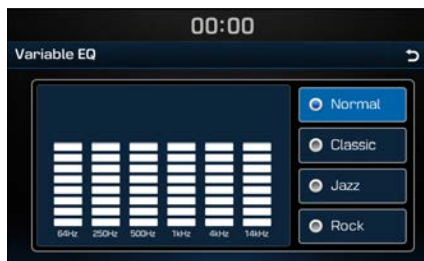 00:00
Variable EQ
Normal
Classic
Jazz
Rock
64Hz 250Hz 500Hz 1kHz 4kHz 14kHz